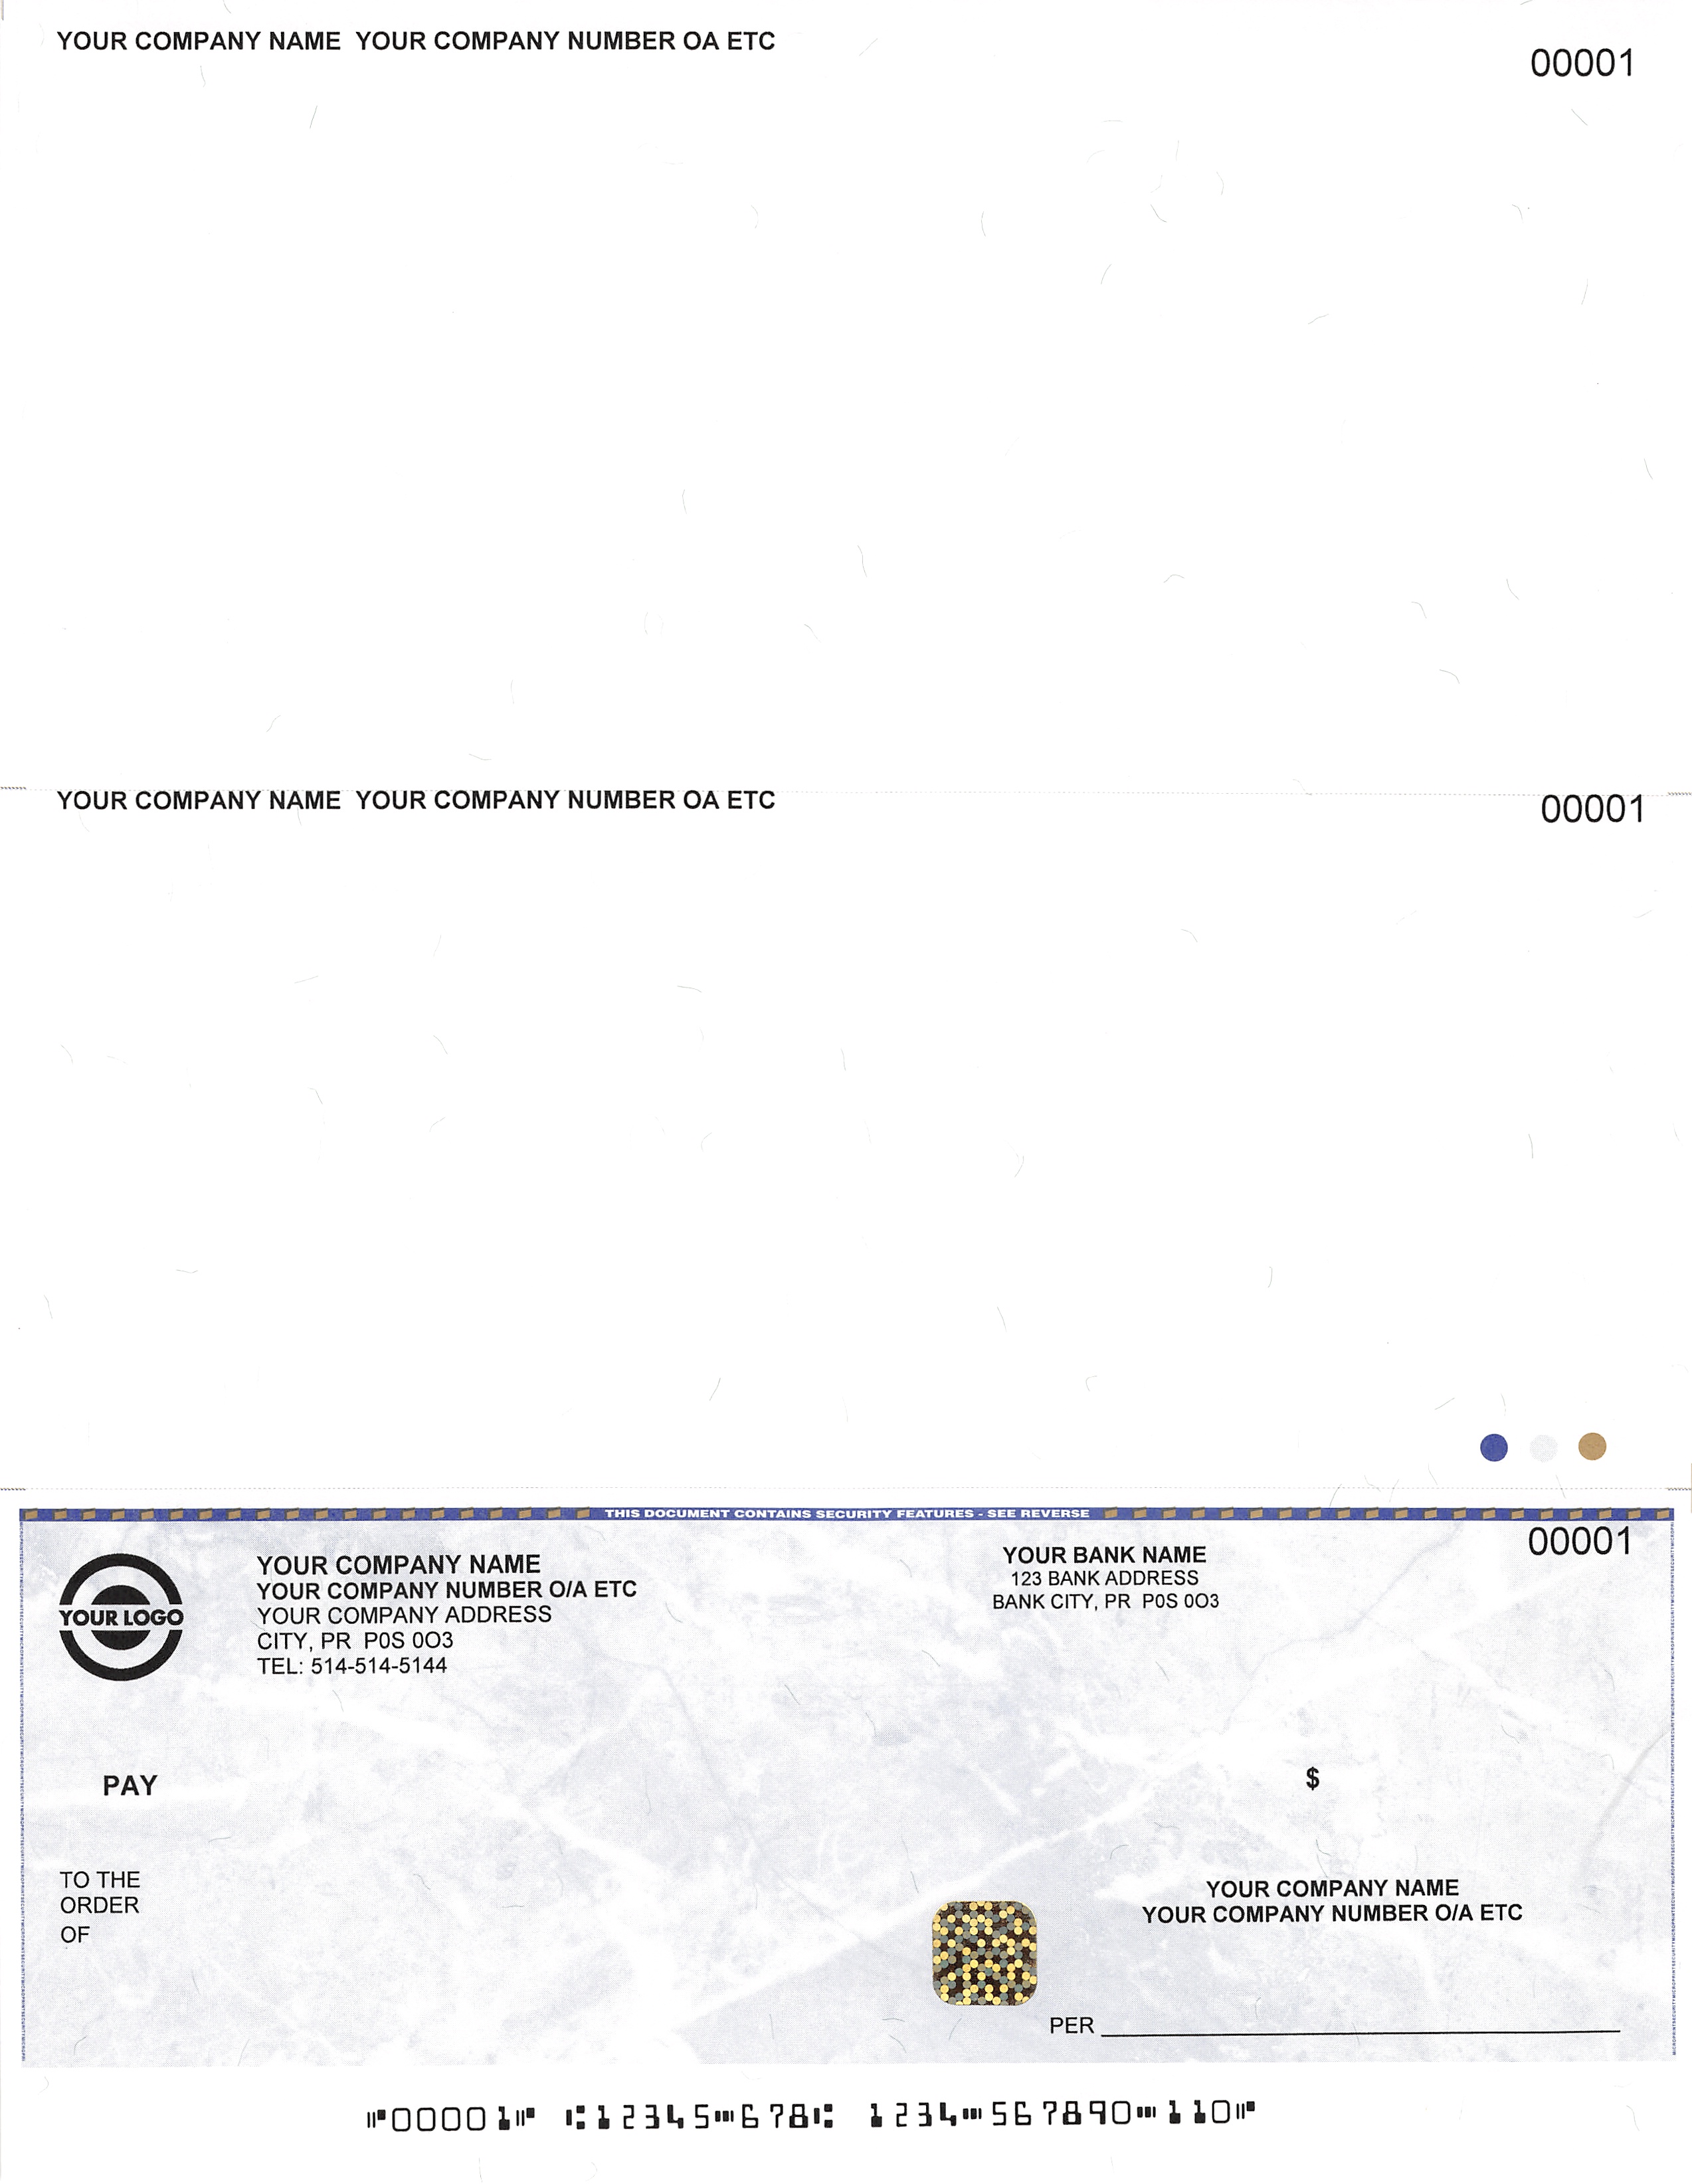 YOUR COMPANY NAME  YOUR COMPANY NUMBER OA ETC
00001
YOUR COMPANY NAME  YOUR COMPANY NUMBER OA ETC
00001
THIS DOCUMENT CONTAINS SECURITY FEATURES - SEE REVERSE
00001
YOUR LOGO
YOUR COMPANY NAME
YOUR COMPANY NUMBER O/A ETC
YOUR COMPANY ADDRESS
CITY, PR  P0S 0O3
TEL: 514-514-5144
YOUR BANK NAME
123 BANK ADDRESS
BANK CITY, PR  P0S 0O3
PAY
$
TO THE
ORDER
OF
YOUR COMPANY NAME
YOUR COMPANY NUMBER O/A ETC
PER
⑈00001⑈ ⑆12345⑉678⑆ 1234⑉567890⑉110⑈